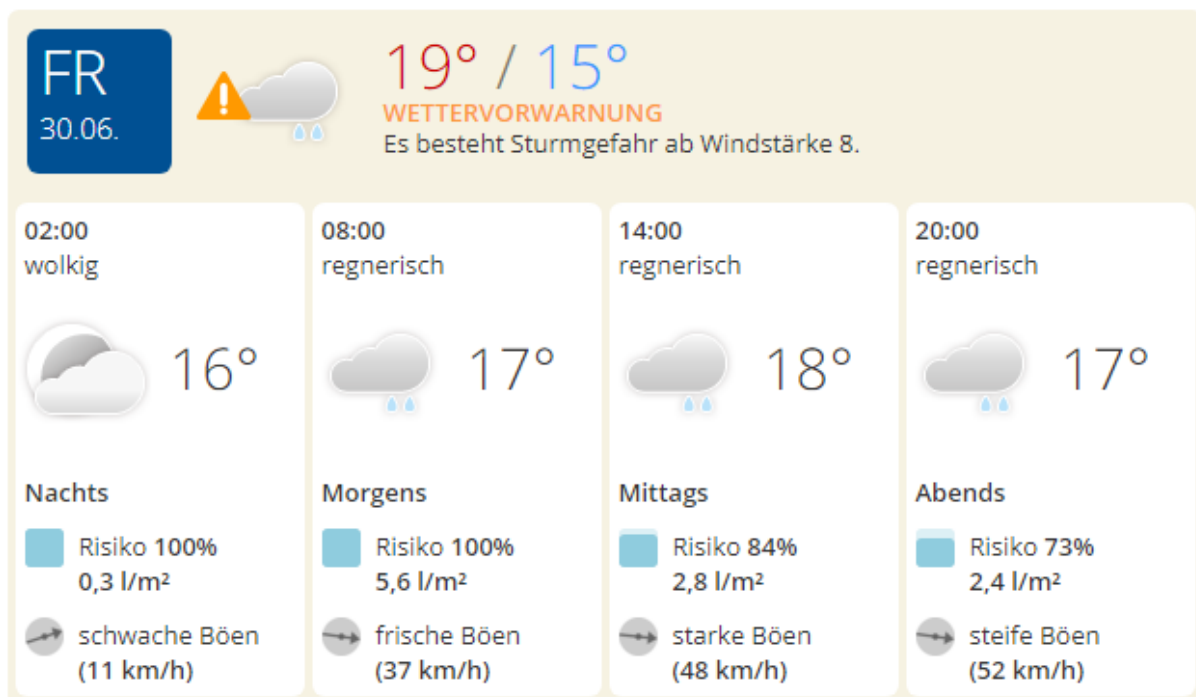 FR
30.06.
19° / 15°
WETTERVORWARNUNG
Es besteht Sturmgefahr ab Windstärke 8.
02:00
wolkig
16°
Nachts
Risiko 100%
0,3 l/m²
schwache Böen
(11 km/h)
08:00
regnerisch
17°
Morgens
Risiko 100%
5,6 l/m²
frische Böen
(37 km/h)
14:00
regnerisch
18°
Mittags
Risiko 84%
2,8 l/m²
starke Böen
(48 km/h)
20:00
regnerisch
17°
Abends
Risiko 73%
2,4 l/m²
steife Böen
(52 km/h)